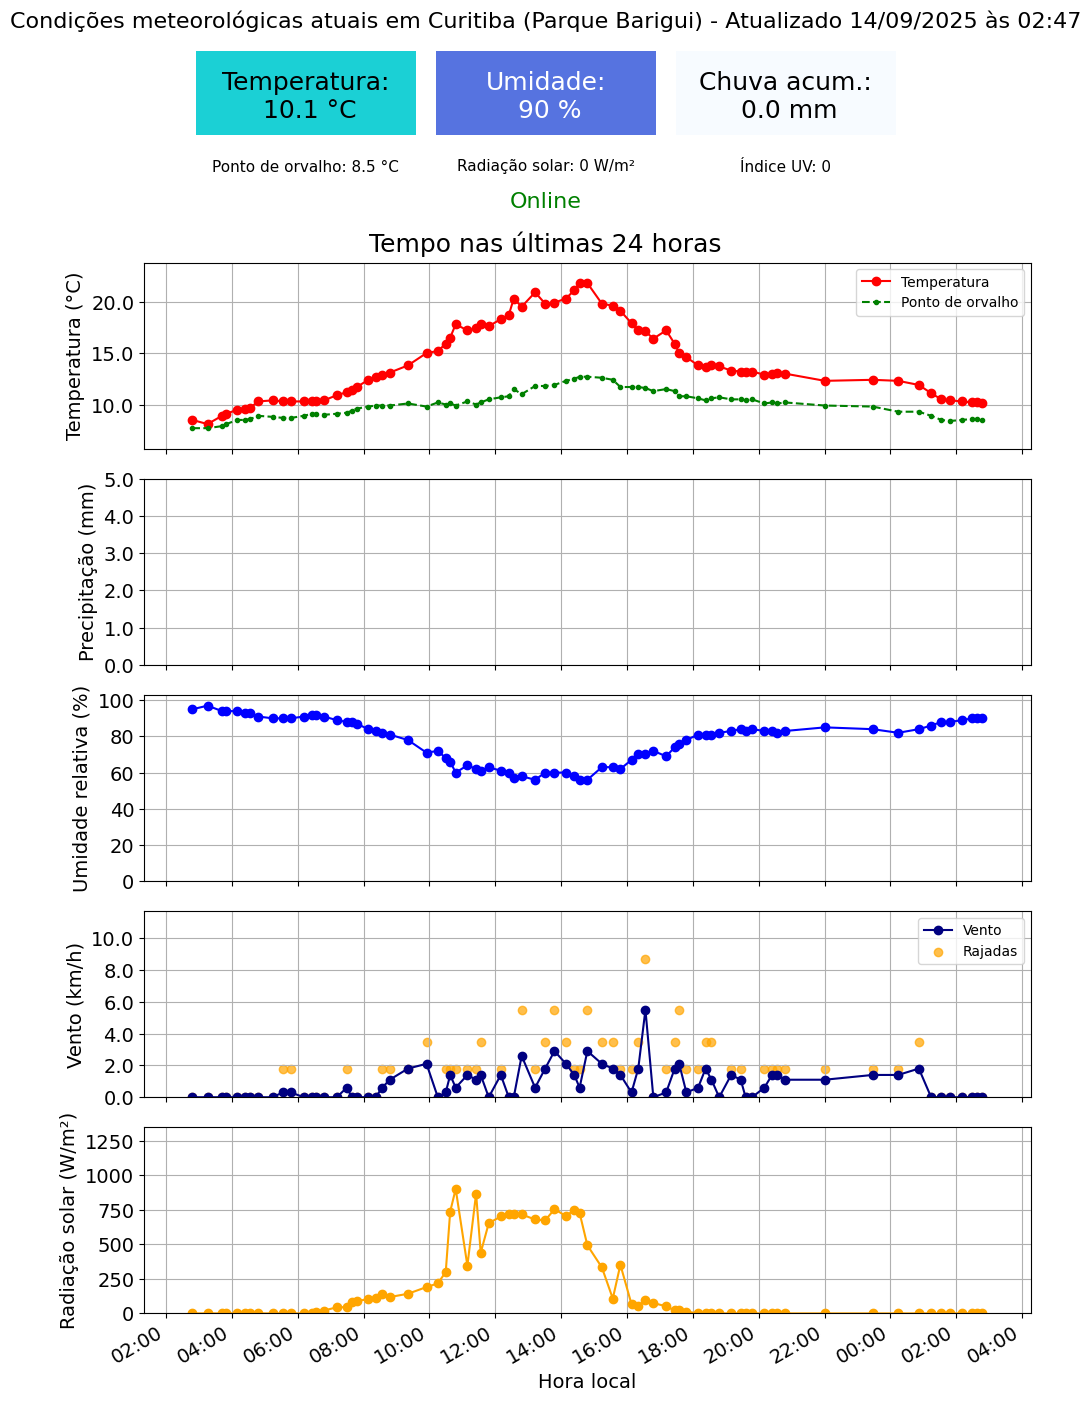 Condições meteorológicas atuais em Curitiba (Parque Barigui) - Atualizado 14/09/2025 às 02:47
Temperatura:
10.1 °C
Umidade:
90 %
Chuva acum.:
0.0 mm
Ponto de orvalho: 8.5 °C
Radiação solar: 0 W/m²
Índice UV: 0
Online
Tempo nas últimas 24 horas
Temperatura (°C)
20.0
15.0
10.0
Temperatura
Ponto de orvalho
Precipitação (mm)
5.0
4.0
3.0
2.0
1.0
0.0
Umidade relativa (%)
100
80
60
40
20
0
Vento (km/h)
10.0
8.0
6.0
4.0
2.0
0.0
Vento
Rajadas
Radiação solar (W/m²)
1250
1000
750
500
250
0
02:00 04:00 06:00 08:00 10:00 12:00 14:00 16:00 18:00 20:00 22:00 00:00 02:00 04:00
Hora local